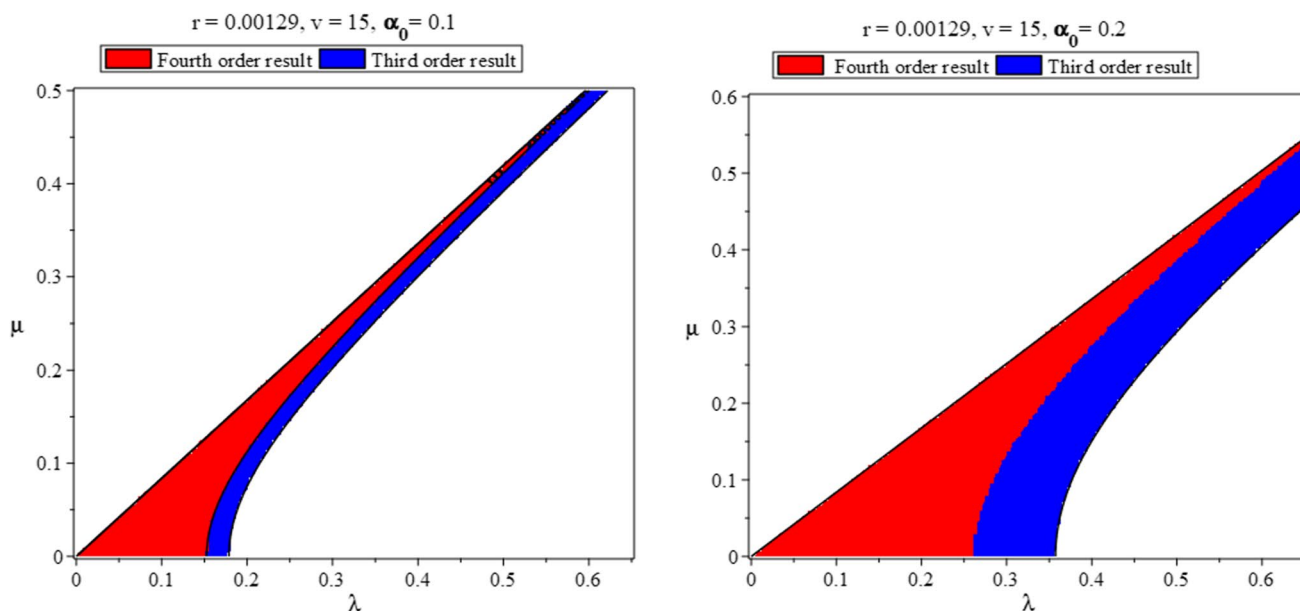 r = 0.00129, v = 15, α₀ = 0.1
Fourth order result Third order result
0.5
0.4
0.3
μ
0.2
0.1
0
0 0.1 0.2 0.3 0.4 0.5 0.6
λ
r = 0.00129, v = 15, α₀ = 0.2
Fourth order result Third order result
0.6
0.5
0.4
0.3
μ
0.2
0.1
0
0 0.1 0.2 0.3 0.4 0.5 0.6
λ